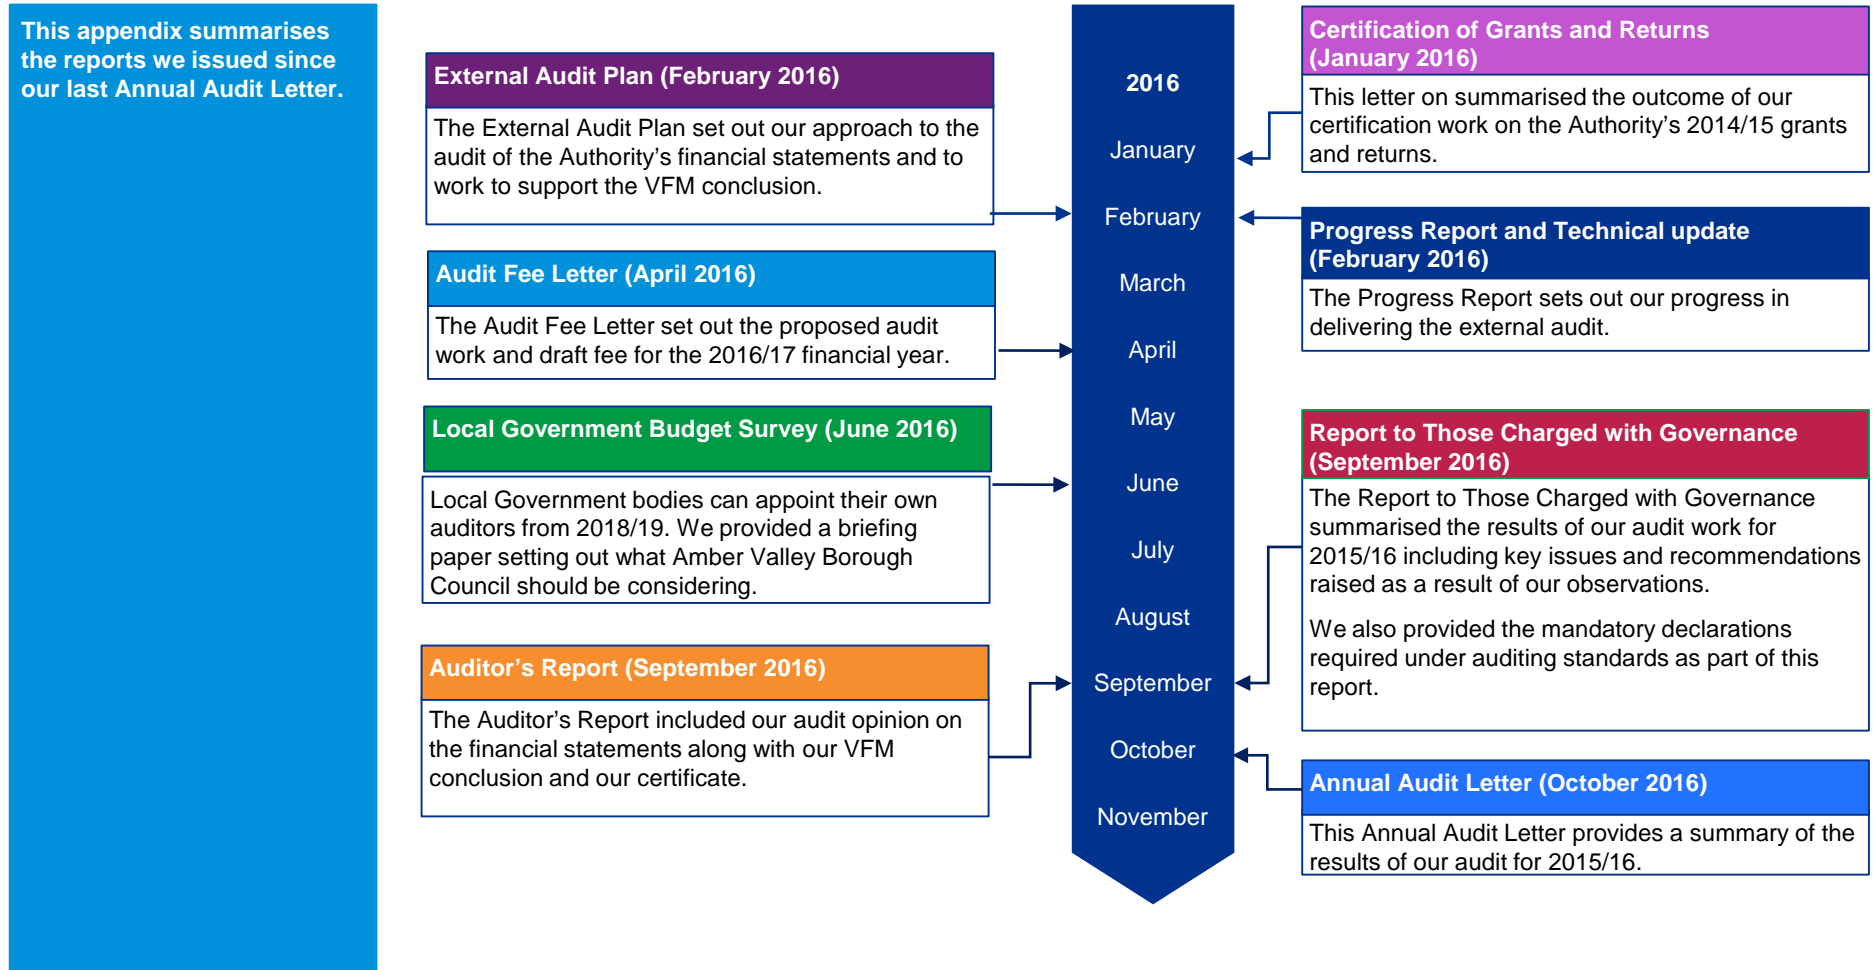 This appendix summarises
the reports we issued since
our last Annual Audit Letter.
External Audit Plan (February 2016)
The External Audit Plan set out our approach to the
audit of the Authority’s financial statements and to
work to support the VFM conclusion.
Audit Fee Letter (April 2016)
The Audit Fee Letter set out the proposed audit
work and draft fee for the 2016/17 financial year.
Local Government Budget Survey (June 2016)
Local Government bodies can appoint their own
auditors from 2018/19. We provided a briefing
paper setting out what Amber Valley Borough
Council should be considering.
Auditor’s Report (September 2016)
The Auditor’s Report included our audit opinion on
the financial statements along with our VFM
conclusion and our certificate.
2016
January
February
March
April
May
June
July
August
September
October
November
Certification of Grants and Returns
(January 2016)
This letter on summarised the outcome of our
certification work on the Authority’s 2014/15 grants
and returns.
Progress Report and Technical update
(February 2016)
The Progress Report sets out our progress in
delivering the external audit.
Report to Those Charged with Governance
(September 2016)
The Report to Those Charged with Governance
summarised the results of our audit work for
2015/16 including key issues and recommendations
raised as a result of our observations.
We also provided the mandatory declarations
required under auditing standards as part of this
report.
Annual Audit Letter (October 2016)
This Annual Audit Letter provides a summary of the
results of our audit for 2015/16.